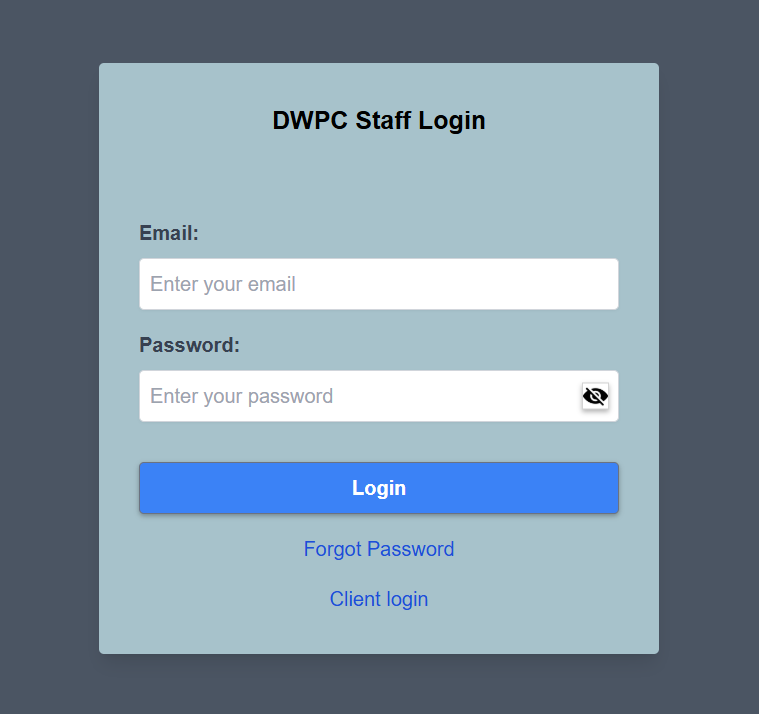 DWPC Staff Login
Email:
Enter your email
Password:
Enter your password
Login
Forgot Password
Client login